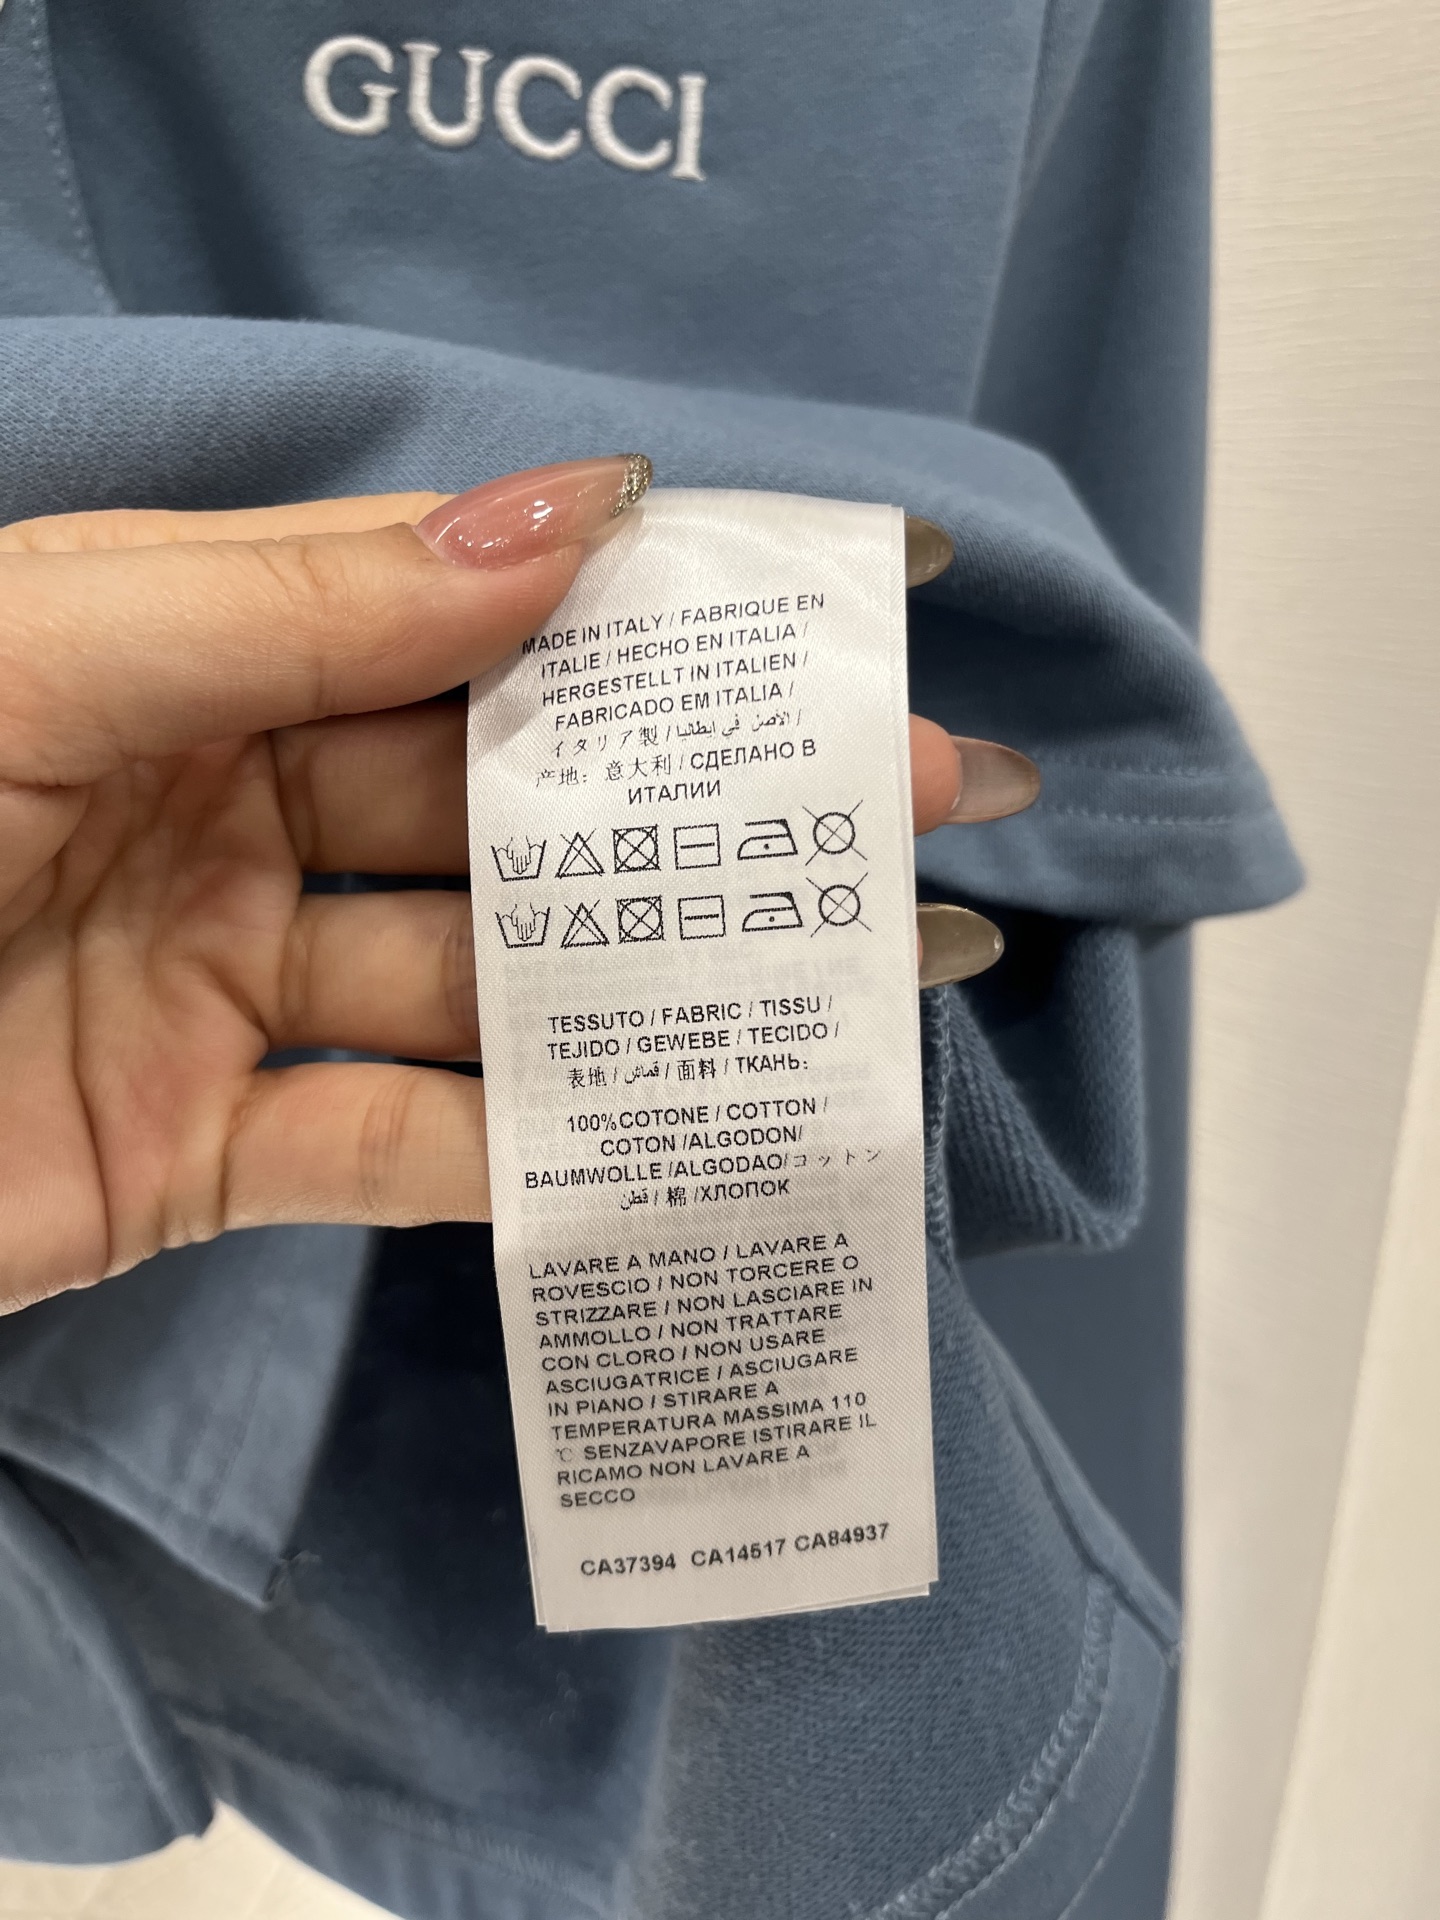 GUCCI
MADE IN ITALY / FABRIQUE EN
ITALIE / HECHO EN ITALIA /
HERGESTELLT IN ITALIEN /
FABRICADO EM ITALIA /
イタリア製 / الأصن في إيطاليا /
产地: 意大利 / СДЕЛАНО В
ИТАЛИИ
TESSUTO / FABRIC / TISSU /
TEJIDO / GEWEBE / TECIDO /
表地 / قماش / 面料 / ТКАНЬ:
100% COTONE / COTTON /
COTON /ALGODON/
BAUMWOLLE /ALGODAO/コットン
قطن / 棉 /ХЛОПОК
LAVARE A MANO / LAVARE A
ROVESCIO / NON TORCERE O
STRIZZARE / NON LASCIARE IN
AMMOLLO / NON TRATTARE
CON CLORO / NON USARE
ASCIUGATRICE / ASCIUGARE
IN PIANO / STIRARE A
TEMPERATURA MASSIMA 110
℃ SENZAVAPORE ISTIRARE IL
RICAMO NON LAVARE A
SECCO
CA37394 CA14517 CA84937